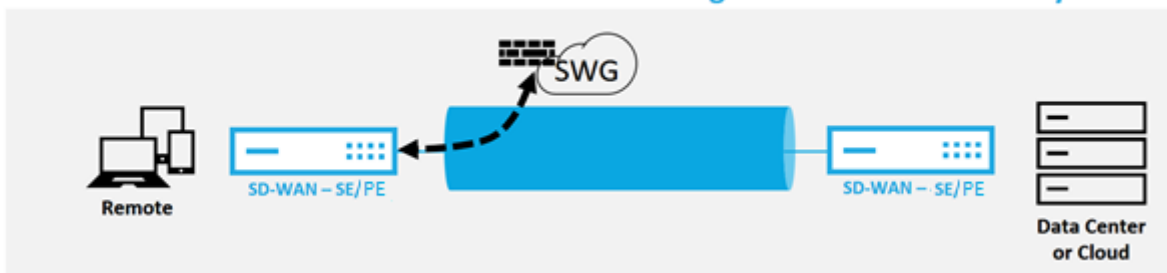 SWG
SD-WAN – SE/PE
SD-WAN – SE/PE
Remote
Data Center
or Cloud